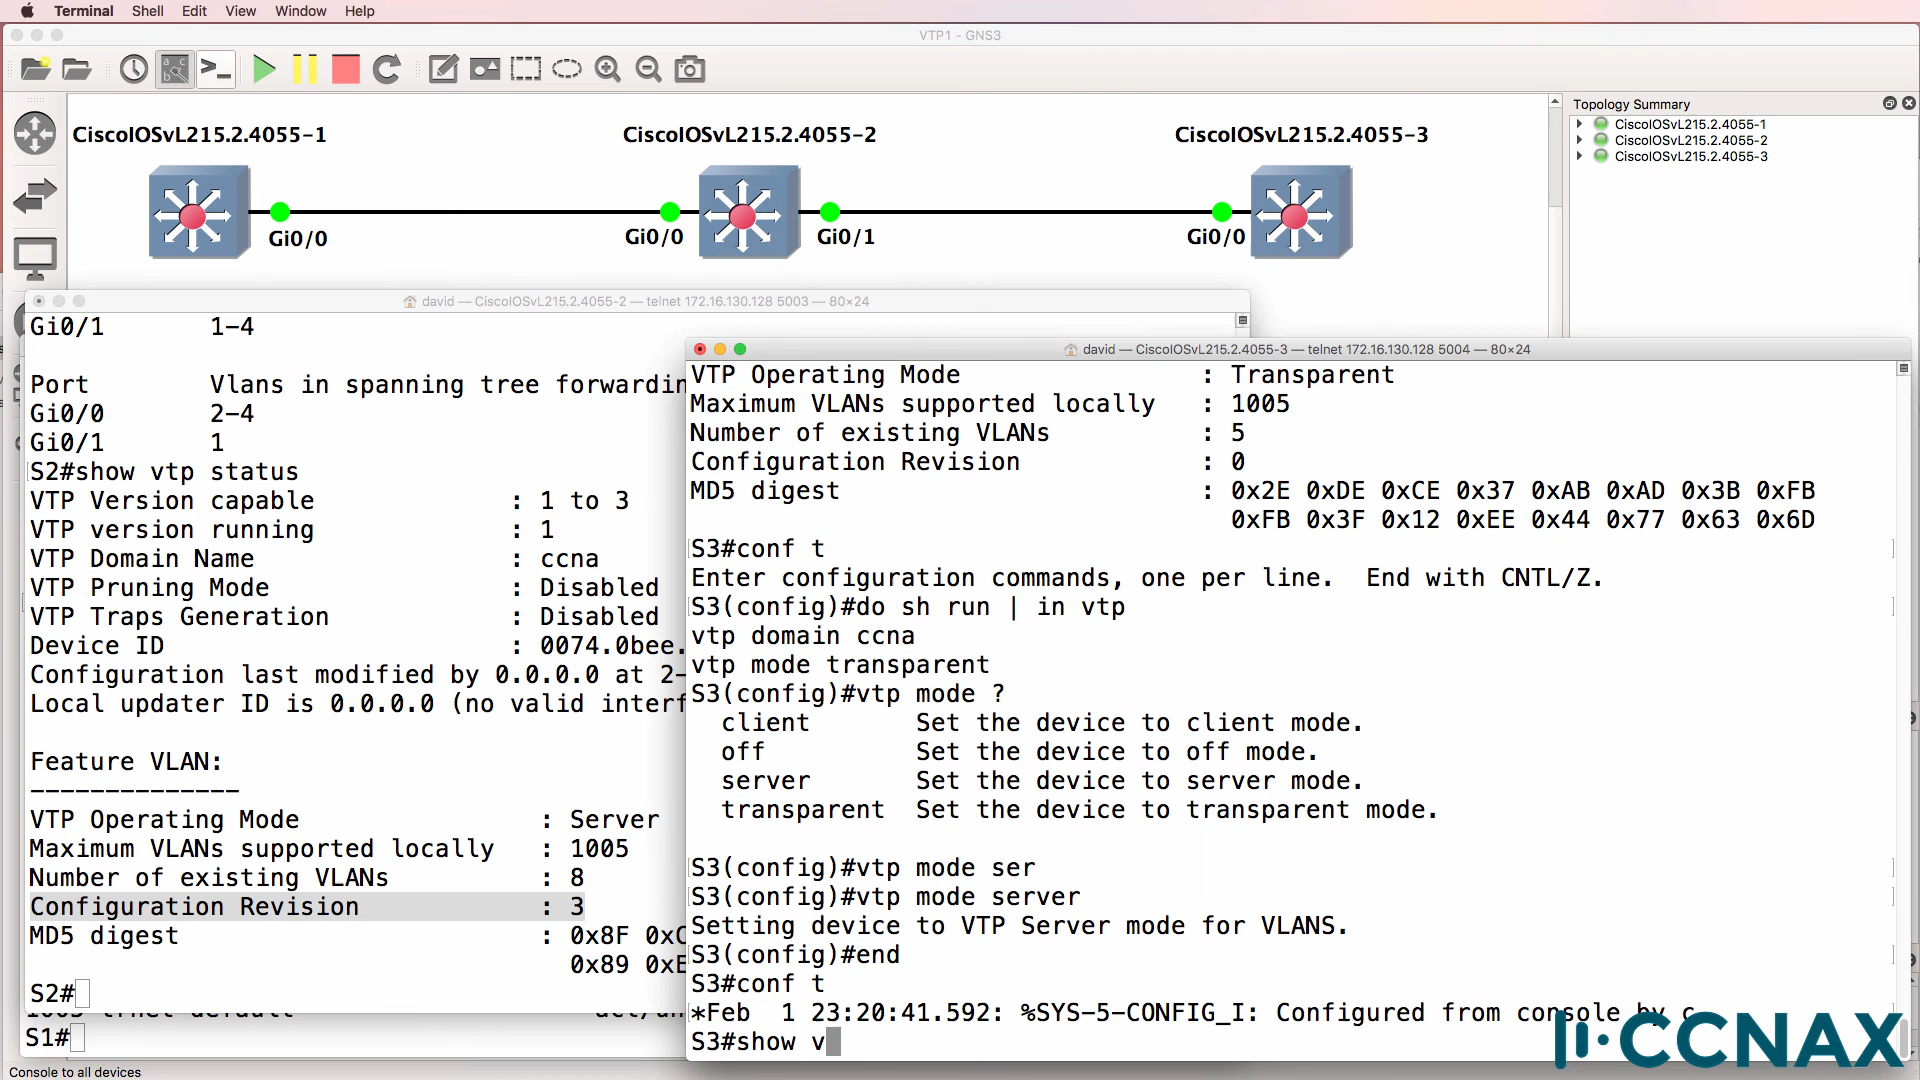 Terminal Shell Edit View Window Help
VTP1 - GNS3
Topology Summary
CiscoIOSvL215.2.4055-1
CiscoIOSvL215.2.4055-2
CiscoIOSvL215.2.4055-3
CiscoIOSvL215.2.4055-1
CiscoIOSvL215.2.4055-2
CiscoIOSvL215.2.4055-3
Gi0/0
Gi0/0
Gi0/1
Gi0/0
david — CiscoIOSvL215.2.4055-2 — telnet 172.16.130.128 5003 — 80×24
Gi0/1 1-4
Port Vlans in spanning tree forwardin
Gi0/0 2-4
Gi0/1 1
S2#show vtp status
VTP Version capable : 1 to 3
VTP version running : 1
VTP Domain Name : ccna
VTP Pruning Mode : Disabled
VTP Traps Generation : Disabled
Device ID : 0074.0bee.
Configuration last modified by 0.0.0.0 at 2-
Local updater ID is 0.0.0.0 (no valid interf
Feature VLAN:
--------------
VTP Operating Mode : Server
Maximum VLANs supported locally : 1005
Number of existing VLANs : 8
Configuration Revision : 3
MD5 digest : 0x8F
0x89
S2#
S1#
david — CiscoIOSvL215.2.4055-3 — telnet 172.16.130.128 5004 — 80×24
VTP Operating Mode : Transparent
Maximum VLANs supported locally : 1005
Number of existing VLANs : 5
Configuration Revision : 0
MD5 digest : 0x2E 0xDE 0xCE 0x37 0xAB 0xAD 0x3B 0xFB
0xFB 0x3F 0x12 0xEE 0x44 0x77 0x63 0x6D
S3#conf t
Enter configuration commands, one per line. End with CNTL/Z.
S3(config)#do sh run | in vtp
vtp domain ccna
vtp mode transparent
S3(config)#vtp mode ?
client Set the device to client mode.
off Set the device to off mode.
server Set the device to server mode.
transparent Set the device to transparent mode.
S3(config)#vtp mode ser
S3(config)#vtp mode server
Setting device to VTP Server mode for VLANS.
S3(config)#end
S3#conf t
*Feb 1 23:20:41.592: %SYS-5-CONFIG_I: Configured from console by c
S3#show v
CCNAX
Console to all devices